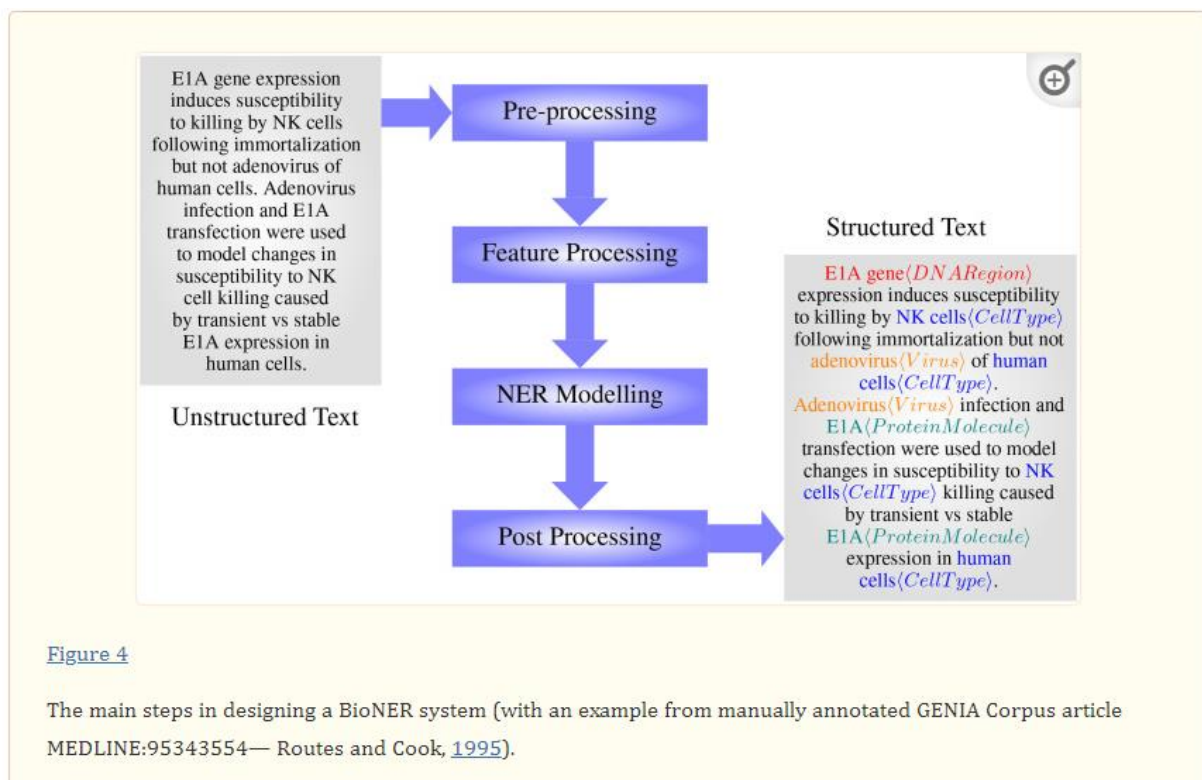 E1A gene expression
induces susceptibility
to killing by NK cells
following immortalization
but not adenovirus of
human cells. Adenovirus
infection and E1A
transfection were used
to model changes in
susceptibility to NK
cell killing caused
by transient vs stable
E1A expression in
human cells.
Unstructured Text
Pre-processing
Feature Processing
NER Modelling
Post Processing
Structured Text
E1A gene⟨DNARegion⟩
expression induces susceptibility
to killing by NK cells⟨CellType⟩
following immortalization but not
adenovirus⟨Virus⟩ of human
cells⟨CellType⟩.
Adenovirus⟨Virus⟩ infection and
E1A⟨ProteinMolecule⟩
transfection were used to model
changes in susceptibility to NK
cells⟨CellType⟩ killing caused
by transient vs stable
E1A⟨ProteinMolecule⟩
expression in human
cells⟨CellType⟩.
Figure 4
The main steps in designing a BioNER system (with an example from manually annotated GENIA Corpus article
MEDLINE:95343554— Routes and Cook, 1995).